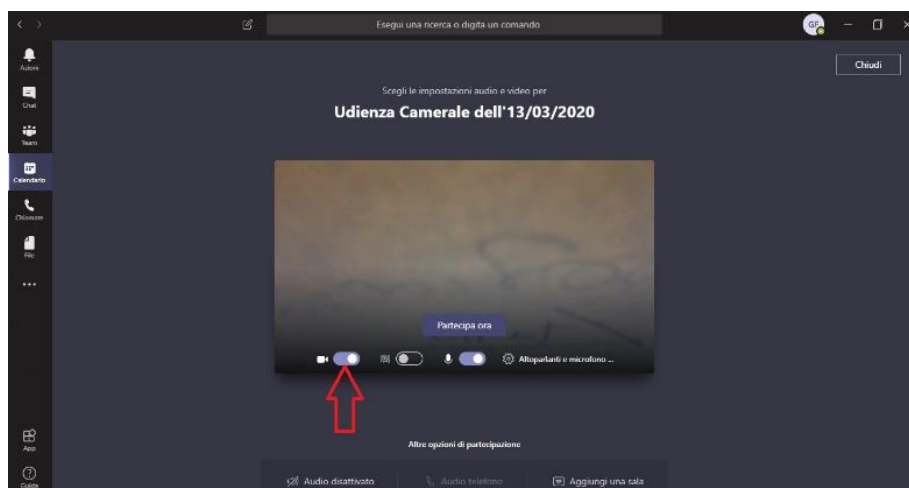 Esegui una ricerca o digita un comando
GF
Chiudi
Attività
Chat
Team
Calendario
Chiamate
File
Scegli le impostazioni audio e video per
Udienza Camerale dell'13/03/2020
Partecipa ora
Altoparlanti e microfono ...
Altre opzioni di partecipazione
App
Guida
Audio disattivato
Audio telefono
Aggiungi una sala